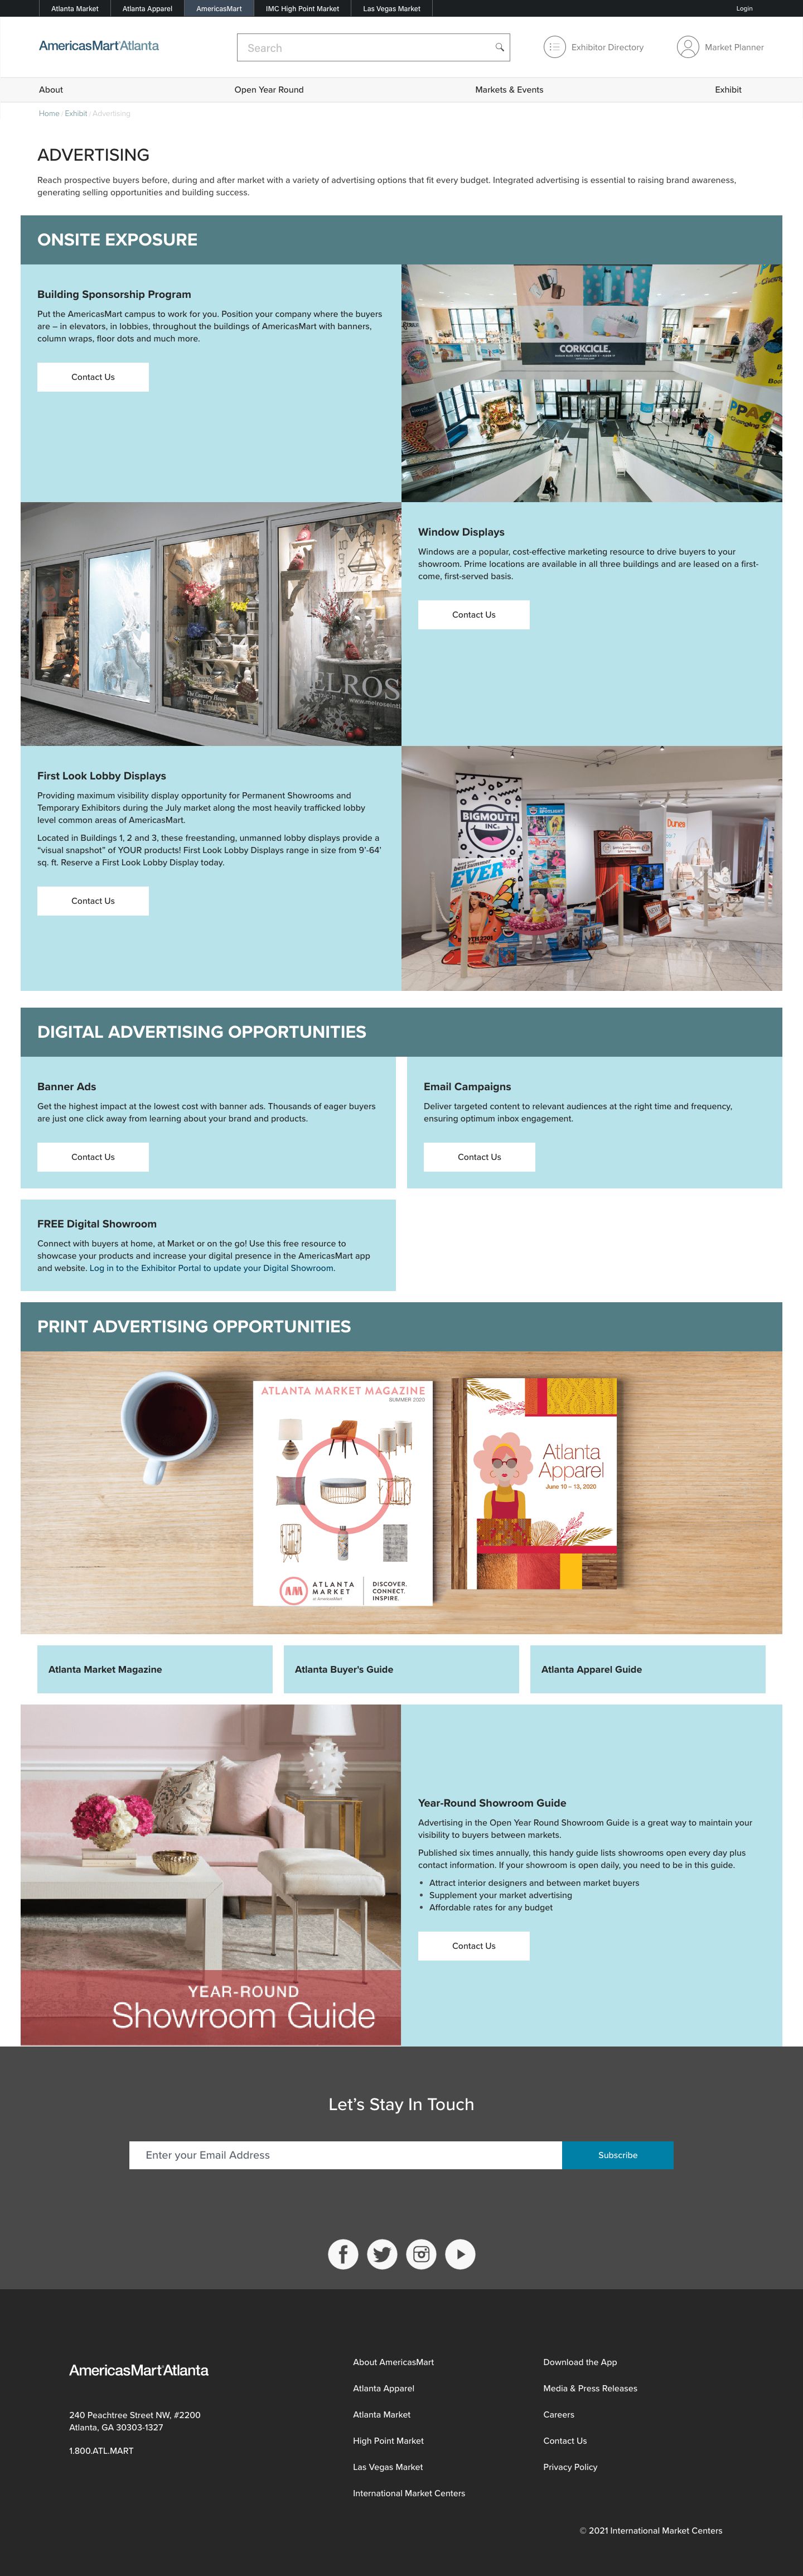 Atlanta Market
Atlanta Apparel
AmericasMart
IMC High Point Market
Las Vegas Market
Login
AmericasMart Atlanta
Search
Exhibitor Directory
Market Planner
About
Open Year Round
Markets & Events
Exhibit
Home / Exhibit / Advertising
ADVERTISING
Reach prospective buyers before, during and after market with a variety of advertising options that fit every budget. Integrated advertising is essential to raising brand awareness,
generating selling opportunities and building success.
ONSITE EXPOSURE
Building Sponsorship Program
Put the AmericasMart campus to work for you. Position your company where the buyers
are – in elevators, in lobbies, throughout the buildings of AmericasMart with banners,
column wraps, floor dots and much more.
Contact Us
CORKCICLE.
Window Displays
Windows are a popular, cost-effective marketing resource to drive buyers to your
showroom. Prime locations are available in all three buildings and are leased on a first-
come, first-served basis.
Contact Us
The Country House
MELROS
www.melroseintl.
First Look Lobby Displays
Providing maximum visibility display opportunity for Permanent Showrooms and
Temporary Exhibitors during the July market along the most heavily trafficked lobby
level common areas of AmericasMart.
Located in Buildings 1, 2 and 3, these freestanding, unmanned lobby displays provide a
“visual snapshot” of YOUR products! First Look Lobby Displays range in size from 9’-64’
sq. ft. Reserve a First Look Lobby Display today.
Contact Us
BIGMOUTH
INC.
EVER
DIGITAL ADVERTISING OPPORTUNITIES
Banner Ads
Get the highest impact at the lowest cost with banner ads. Thousands of eager buyers
are just one click away from learning about your brand and products.
Contact Us
Email Campaigns
Deliver targeted content to relevant audiences at the right time and frequency,
ensuring optimum inbox engagement.
Contact Us
FREE Digital Showroom
Connect with buyers at home, at Market or on the go! Use this free resource to
showcase your products and increase your digital presence in the AmericasMart app
and website. Log in to the Exhibitor Portal to update your Digital Showroom.
PRINT ADVERTISING OPPORTUNITIES
ATLANTA MARKET MAGAZINE
SUMMER 2020
AM
ATLANTA
MARKET
at AmericasMart
DISCOVER.
CONNECT.
INSPIRE.
Atlanta
Apparel
June 10 – 13, 2020
Atlanta Market Magazine
Atlanta Buyer's Guide
Atlanta Apparel Guide
YEAR-ROUND
Showroom Guide
Year-Round Showroom Guide
Advertising in the Open Year Round Showroom Guide is a great way to maintain your
visibility to buyers between markets.
Published six times annually, this handy guide lists showrooms open every day plus
contact information. If your showroom is open daily, you need to be in this guide.
Attract interior designers and between market buyers
Supplement your market advertising
Affordable rates for any budget
Contact Us
Let’s Stay In Touch
Enter your Email Address
Subscribe
AmericasMart Atlanta
240 Peachtree Street NW, #2200
Atlanta, GA 30303-1327
1.800.ATL.MART
About AmericasMart
Atlanta Apparel
Atlanta Market
High Point Market
Las Vegas Market
International Market Centers
Download the App
Media & Press Releases
Careers
Contact Us
Privacy Policy
© 2021 International Market Centers